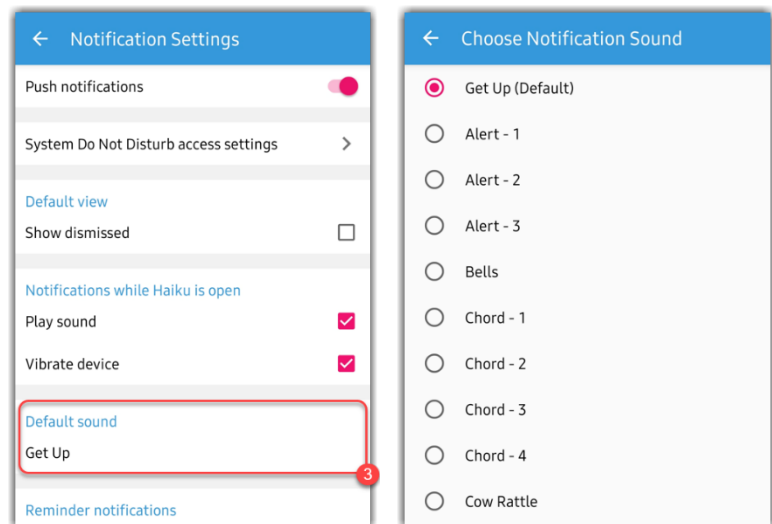 Notification Settings
Push notifications
System Do Not Disturb access settings
Default view
Show dismissed
Notifications while Haiku is open
Play sound
Vibrate device
Default sound
Get Up
3
Reminder notifications
Choose Notification Sound
Get Up (Default)
Alert - 1
Alert - 2
Alert - 3
Bells
Chord - 1
Chord - 2
Chord - 3
Chord - 4
Cow Rattle